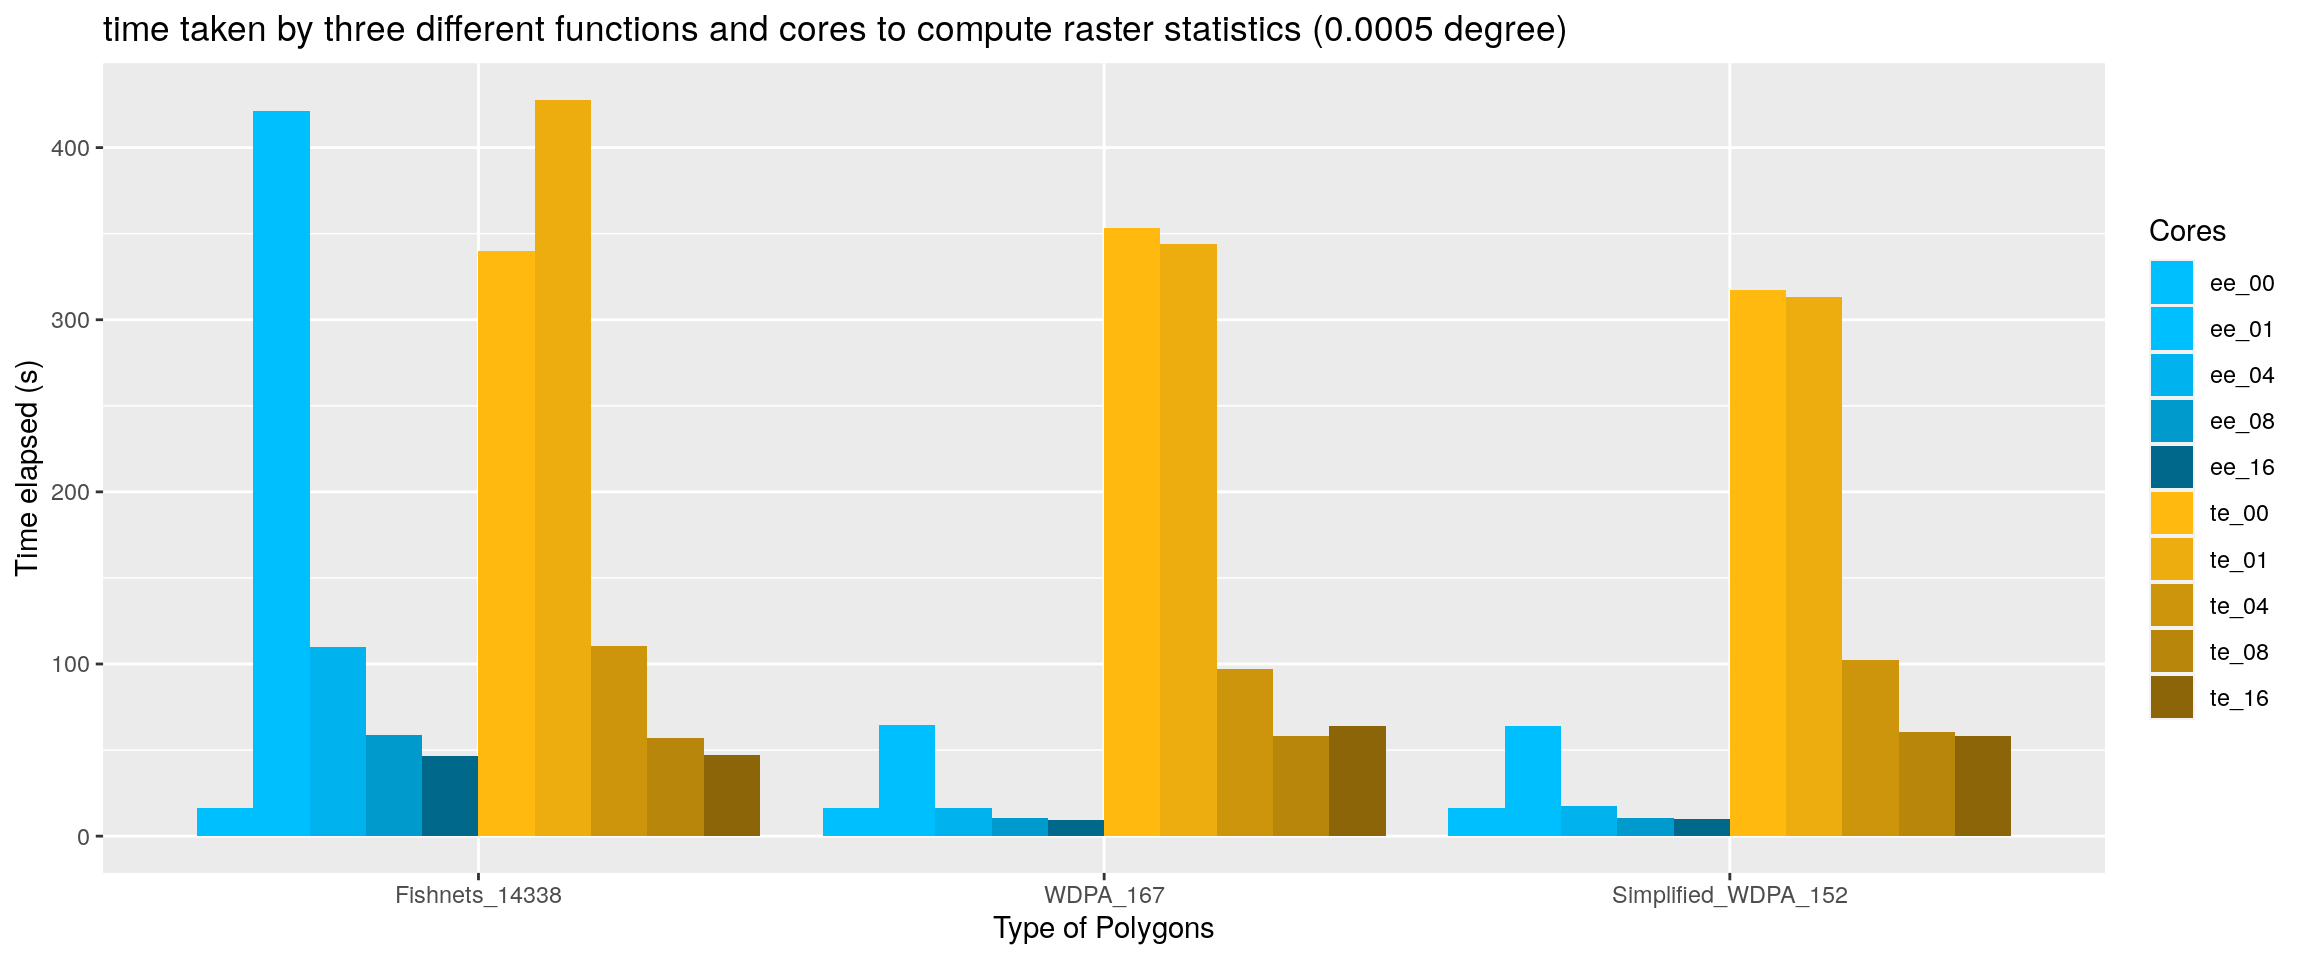 time taken by three different functions and cores to compute raster statistics (0.0005 degree)
Time elapsed (s)
400
300
200
100
0
Fishnets_14338
WDPA_167
Simplified_WDPA_152
Type of Polygons
Cores
ee_00
ee_01
ee_04
ee_08
ee_16
te_00
te_01
te_04
te_08
te_16